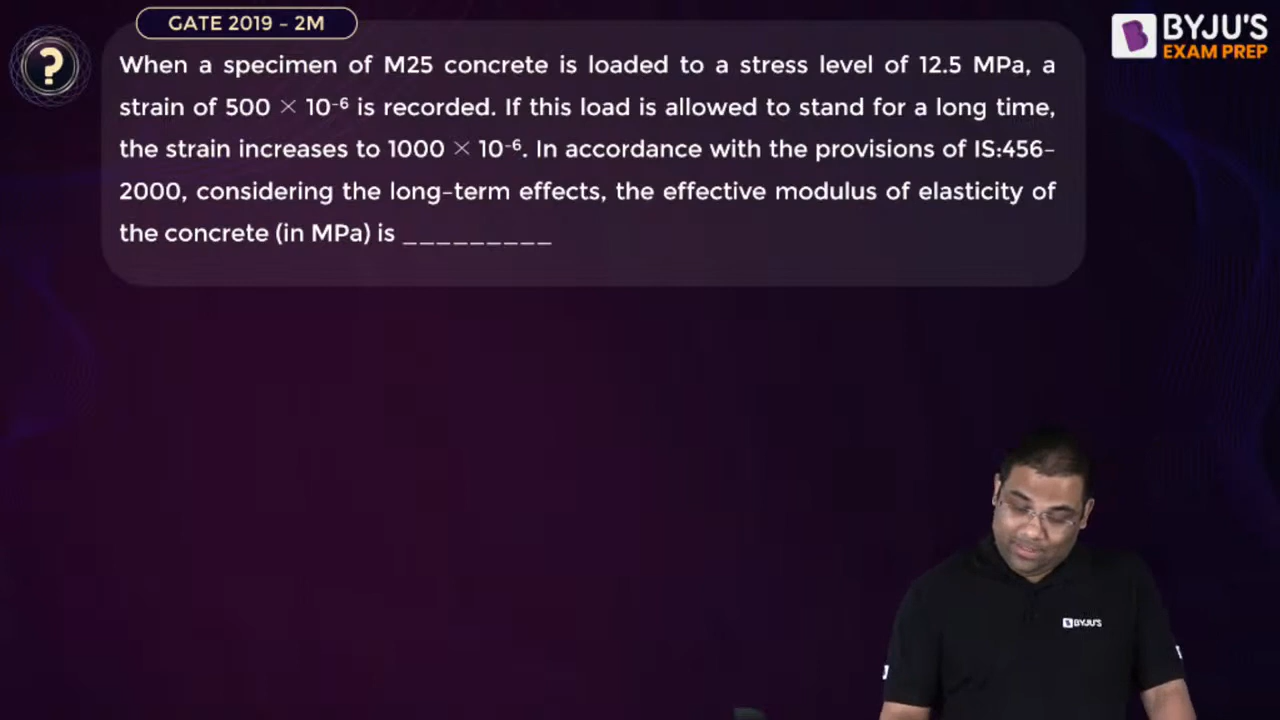 GATE 2019 – 2M
BYJU'S
EXAM PREP
?
When a specimen of M25 concrete is loaded to a stress level of 12.5 MPa, a
strain of 500 × 10⁻⁶ is recorded. If this load is allowed to stand for a long time,
the strain increases to 1000 × 10⁻⁶. In accordance with the provisions of IS:456–
2000, considering the long–term effects, the effective modulus of elasticity of
the concrete (in MPa) is _________
BYJU'S